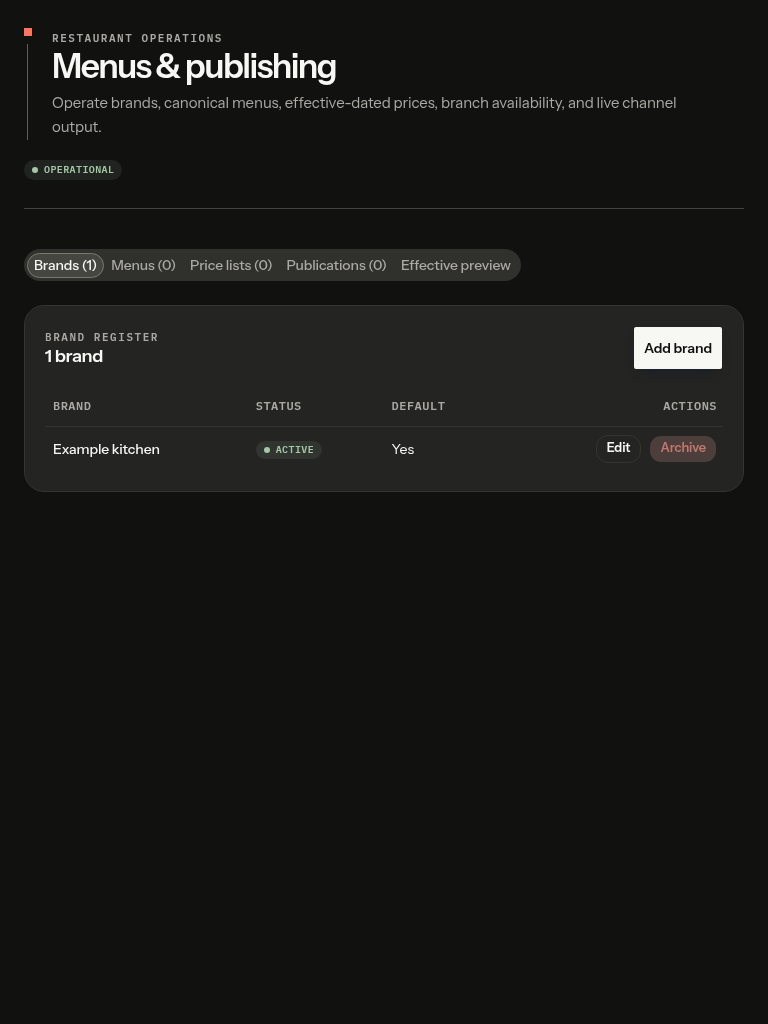 RESTAURANT OPERATIONS
Menus & publishing
Operate brands, canonical menus, effective-dated prices, branch availability, and live channel
output.
OPERATIONAL
Brands (1) Menus (0) Price lists (0) Publications (0) Effective preview
BRAND REGISTER
1 brand
Add brand
BRAND STATUS DEFAULT ACTIONS
Example kitchen ACTIVE Yes Edit Archive